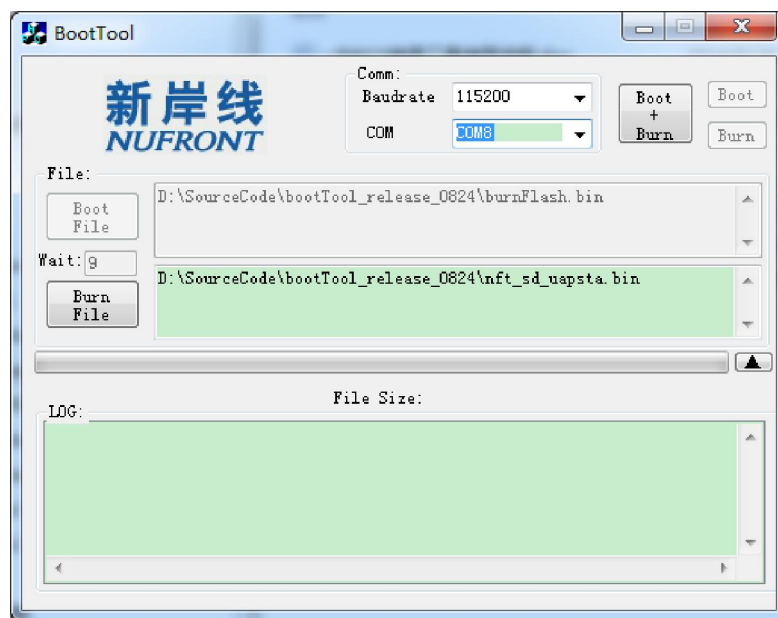 BootTool
新岸线
NUFRONT
Comm:
Baudrate 115200
COM COM8
Boot
+
Burn
Boot
Burn
File:
Boot
File
D:\SourceCode\bootTool_release_0824\burnFlash.bin
Wait: 9
Burn
File
D:\SourceCode\bootTool_release_0824\nft_sd_uapsta.bin
File Size:
LOG: